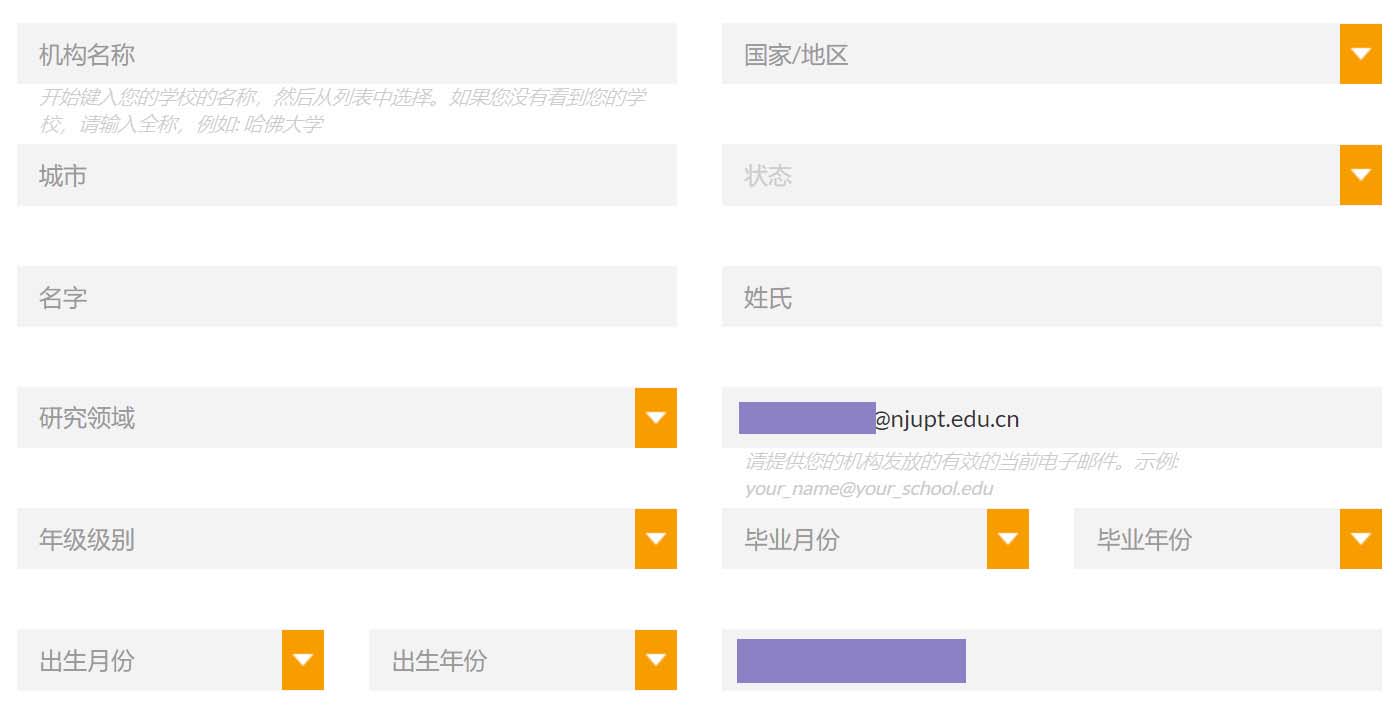 机构名称
国家/地区
开始键入您的学校的名称，然后从列表中选择。如果您没有看到您的学
校，请输入全称，例如: 哈佛大学
城市
状态
名字
姓氏
研究领域
@njupt.edu.cn
请提供您的机构发放的有效的当前电子邮件。示例:
your_name@your_school.edu
年级级别
毕业月份
毕业年份
出生月份
出生年份